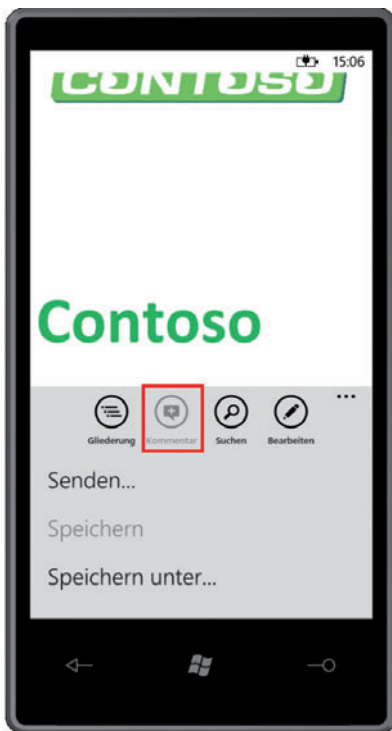 15:06
CONTOSO
Contoso
Gliederung Kommentar Suchen Bearbeiten
...
Senden...
Speichern
Speichern unter...